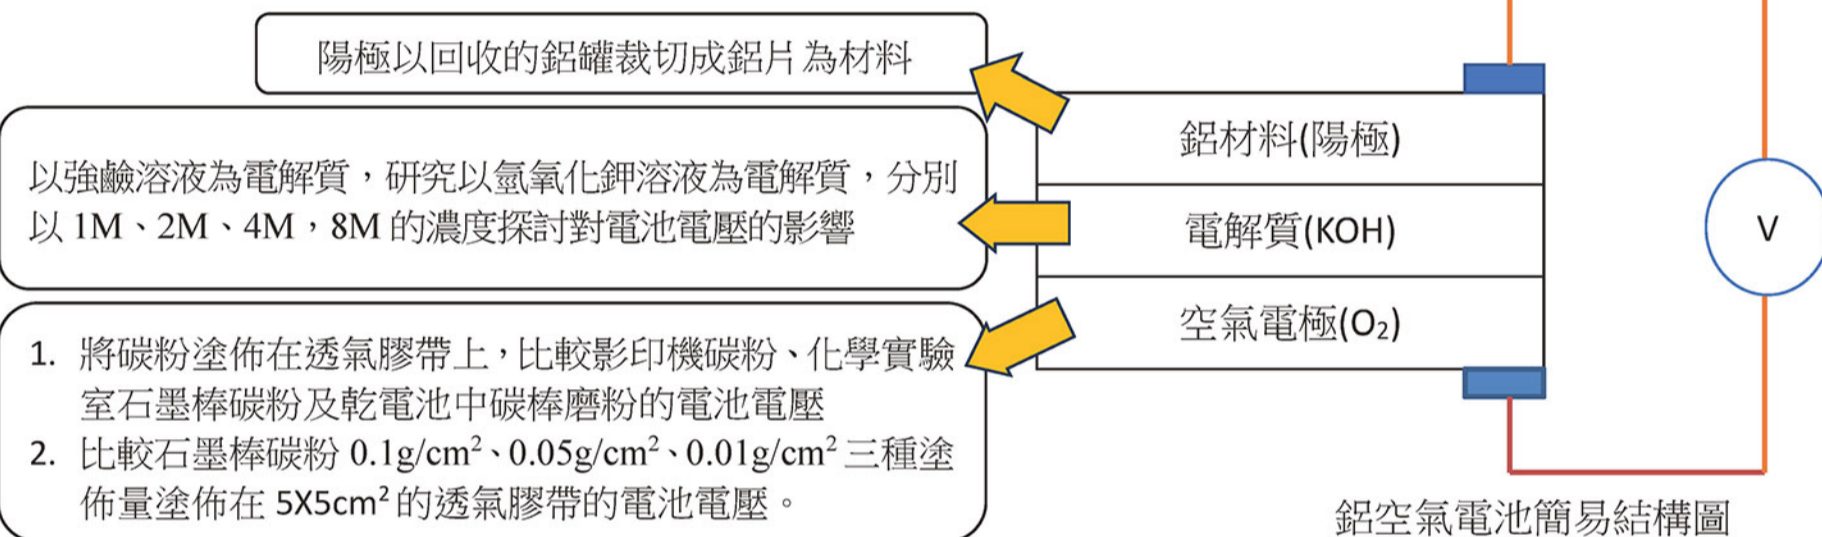 陽極以回收的鋁罐裁切成鋁片為材料
鋁材料(陽極)
以強鹼溶液為電解質，研究以氫氧化鉀溶液為電解質，分別
以 1M、2M、4M，8M 的濃度探討對電池電壓的影響
電解質(KOH)
V
空氣電極(O₂)
1. 將碳粉塗佈在透氣膠帶上，比較影印機碳粉、化學實驗
室石墨棒碳粉及乾電池中碳棒磨粉的電池電壓
2. 比較石墨棒碳粉 0.1g/cm²、0.05g/cm²、0.01g/cm² 三種塗
佈量塗佈在 5X5cm² 的透氣膠帶的電池電壓。
鋁空氣電池簡易結構圖